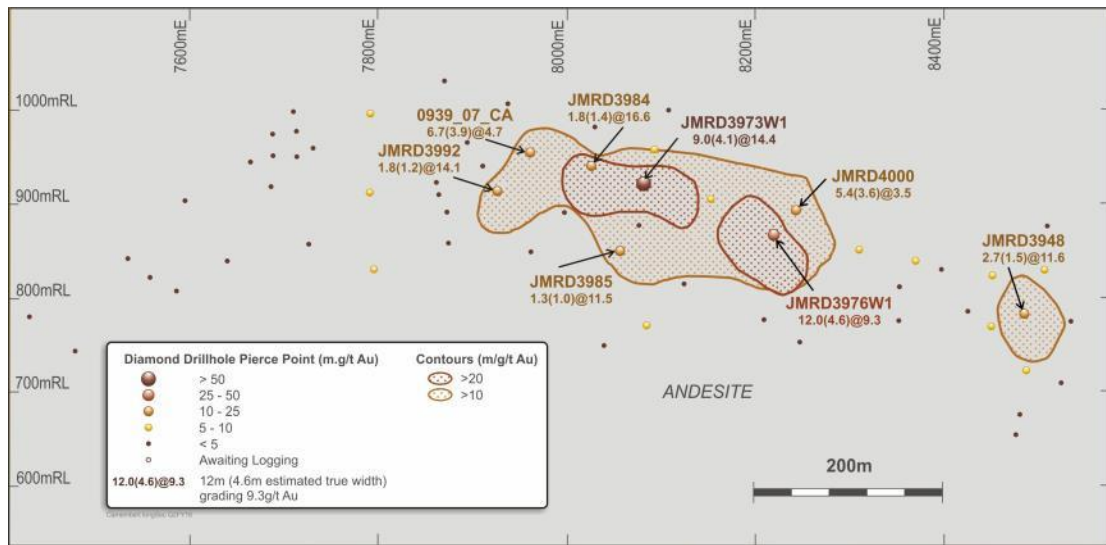 7600mE
7800mE
8000mE
8200mE
8400mE
1000mRL
900mRL
800mRL
700mRL
600mRL
JMRD3984
1.8(1.4)@16.6
0939_07_CA
6.7(3.9)@4.7
JMRD3973W1
9.0(4.1)@14.4
JMRD3992
1.8(1.2)@14.1
JMRD4000
5.4(3.6)@3.5
JMRD3948
2.7(1.5)@11.6
JMRD3985
1.3(1.0)@11.5
JMRD3976W1
12.0(4.6)@9.3
ANDESITE
200m
Diamond Drillhole Pierce Point (m.g/t Au)
> 50
25 - 50
10 - 25
5 - 10
< 5
Awaiting Logging
12.0(4.6)@9.3 12m (4.6m estimated true width)
grading 9.3g/t Au
Contours (m/g/t Au)
>20
>10